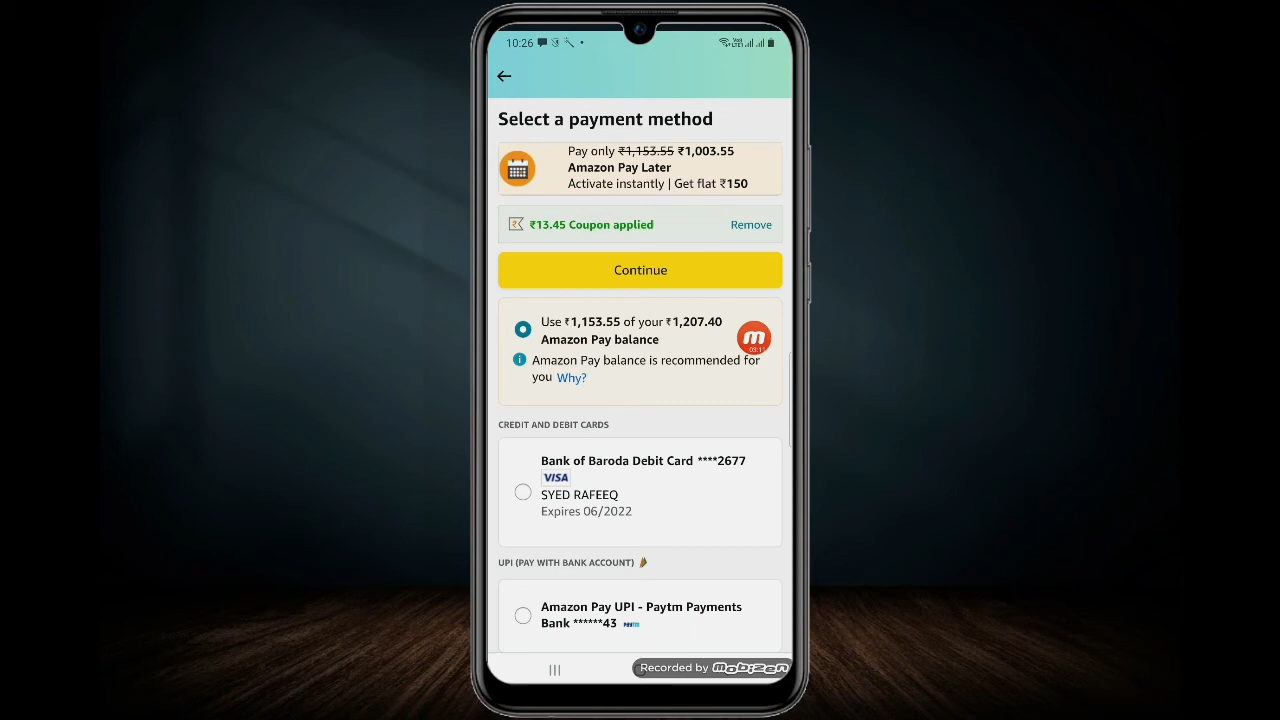 10:26
Select a payment method
Pay only ₹1,153.55 ₹1,003.55
Amazon Pay Later
Activate instantly | Get flat ₹150
₹13.45 Coupon applied
Remove
Continue
Use ₹1,153.55 of your ₹1,207.40
Amazon Pay balance
03:11
Amazon Pay balance is recommended for
you Why?
CREDIT AND DEBIT CARDS
Bank of Baroda Debit Card ****2677
VISA
SYED RAFEEQ
Expires 06/2022
UPI (PAY WITH BANK ACCOUNT)
Amazon Pay UPI - Paytm Payments
Bank ******43 paytm
Recorded by mobizen